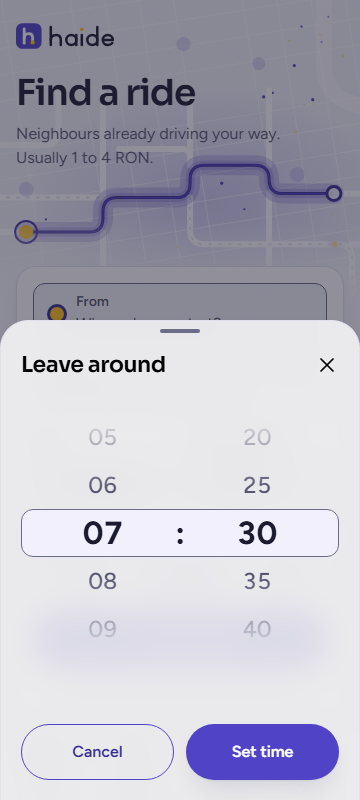 haide
Find a ride
Neighbours already driving your way.
Usually 1 to 4 RON.
From
Leave around
05 20
06 25
07 : 30
08 35
09 40
Cancel
Set time